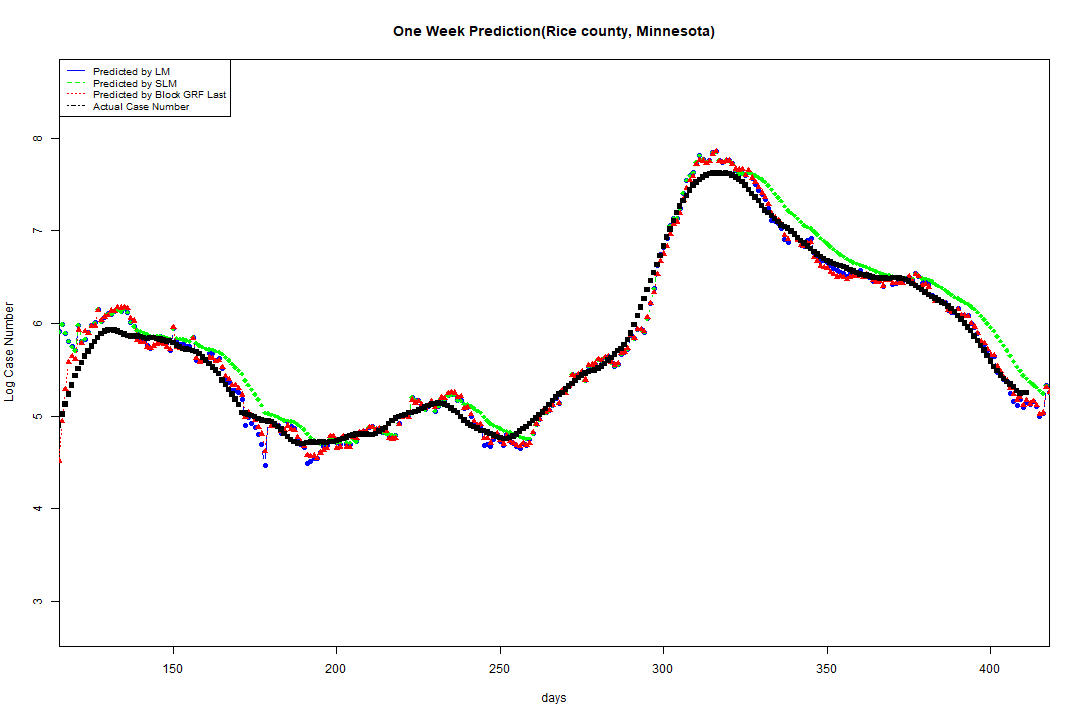 One Week Prediction(Rice county, Minnesota)
Predicted by LM
Predicted by SLM
Predicted by Block GRF Last
Actual Case Number
8
7
6
5
4
3
Log Case Number
150 200 250 300 350 400
days